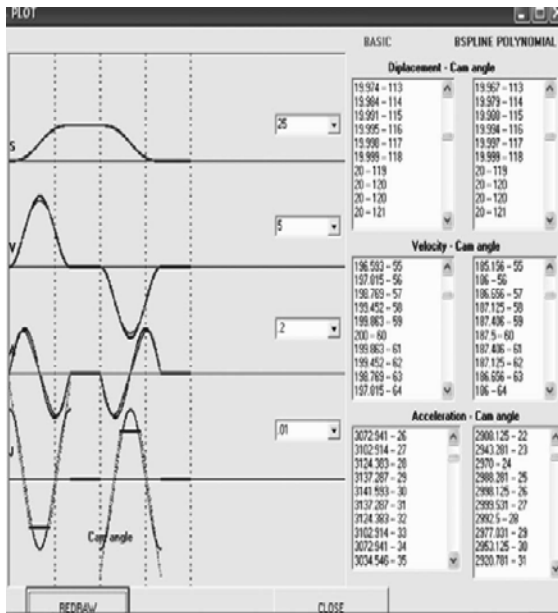 PLOT
BASIC
BSPLINE POLYNOMIAL
Diplacement - Cam angle
19.974 - 113
19.984 - 114
19.991 - 115
19.995 - 116
19.998 - 117
19.999 - 118
20 - 119
20 - 120
20 - 120
20 - 121
19.967 - 113
19.979 - 114
19.988 - 115
19.994 - 116
19.997 - 117
19.999 - 118
20 - 119
20 - 120
20 - 120
20 - 121
S
25
Velocity - Cam angle
196.593 - 55
197.815 - 56
198.769 - 57
199.452 - 58
199.863 - 59
200 - 60
199.863 - 61
199.452 - 62
198.769 - 63
197.815 - 64
185.156 - 55
186 - 56
186.656 - 57
187.125 - 58
187.406 - 59
187.5 - 60
187.406 - 61
187.125 - 62
186.656 - 63
186 - 64
V
5
A
.2
Acceleration - Cam angle
3072.941 - 26
3102.914 - 27
3124.383 - 28
3137.287 - 29
3141.593 - 30
3137.287 - 31
3124.383 - 32
3102.914 - 33
3072.941 - 34
3034.546 - 35
2908.125 - 22
2943.281 - 23
2970 - 24
2988.281 - 25
2998.125 - 26
2999.531 - 27
2992.5 - 28
2977.031 - 29
2953.125 - 30
2920.781 - 31
J
.01
Cam angle
REDRAW
CLOSE